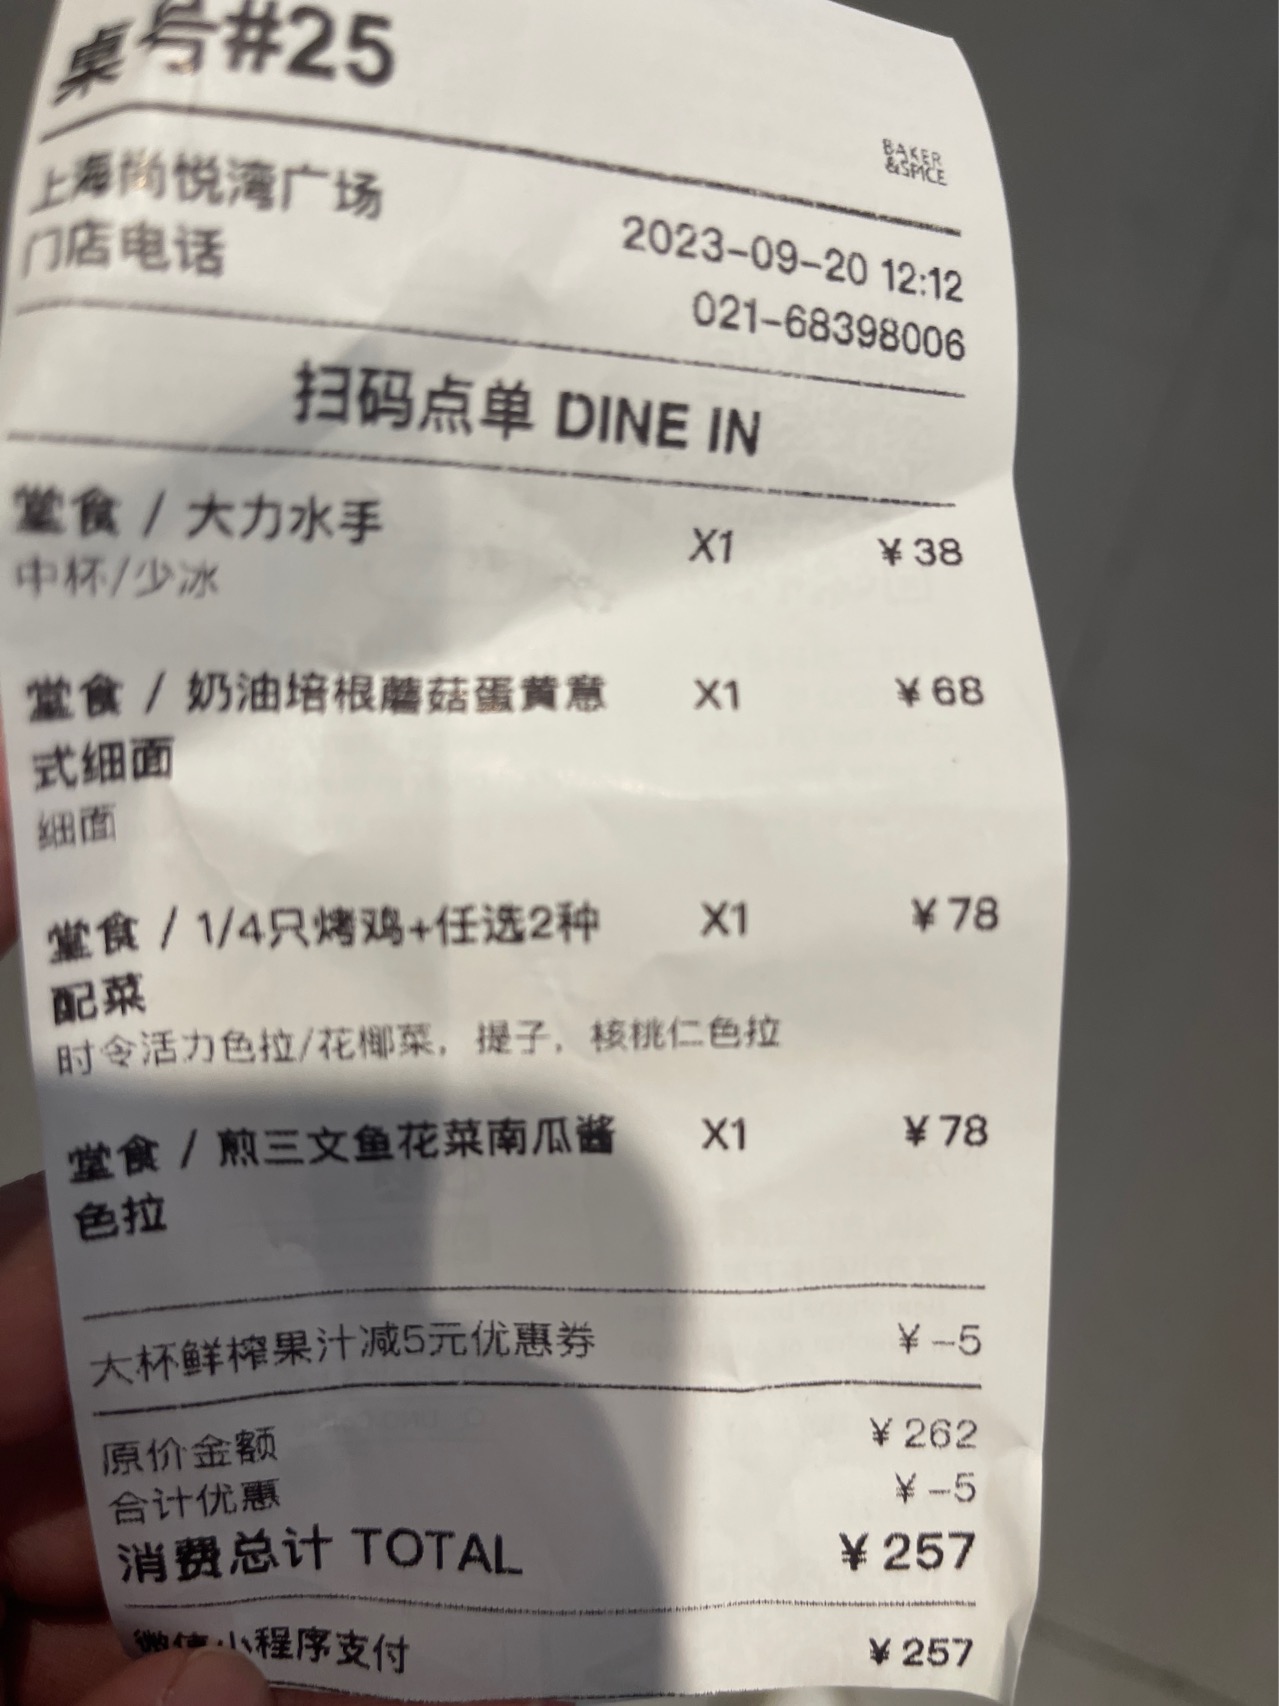 桌号#25
BAKER
&SPICE
上海尚悦湾广场 2023-09-20 12:12
门店电话 021-68398006
扫码点单 DINE IN
堂食 / 大力水手 X1 ¥38
中杯/少冰
堂食 / 奶油培根蘑菇蛋黄意 X1 ¥68
式细面
细面
堂食 / 1/4只烤鸡+任选2种 X1 ¥78
配菜
时令活力色拉/花椰菜，提子，核桃仁色拉
堂食 / 煎三文鱼花菜南瓜酱 X1 ¥78
色拉
大杯鲜榨果汁减5元优惠券 ¥-5
原价金额 ¥262
合计优惠 ¥-5
消费总计 TOTAL ¥257
微信小程序支付 ¥257